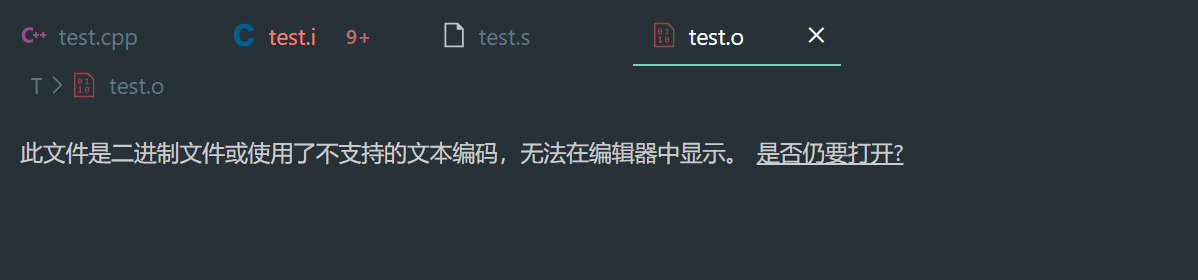 test.cpp test.i 9+ test.s test.o
T > test.o
此文件是二进制文件或使用了不支持的文本编码，无法在编辑器中显示。 是否仍要打开?